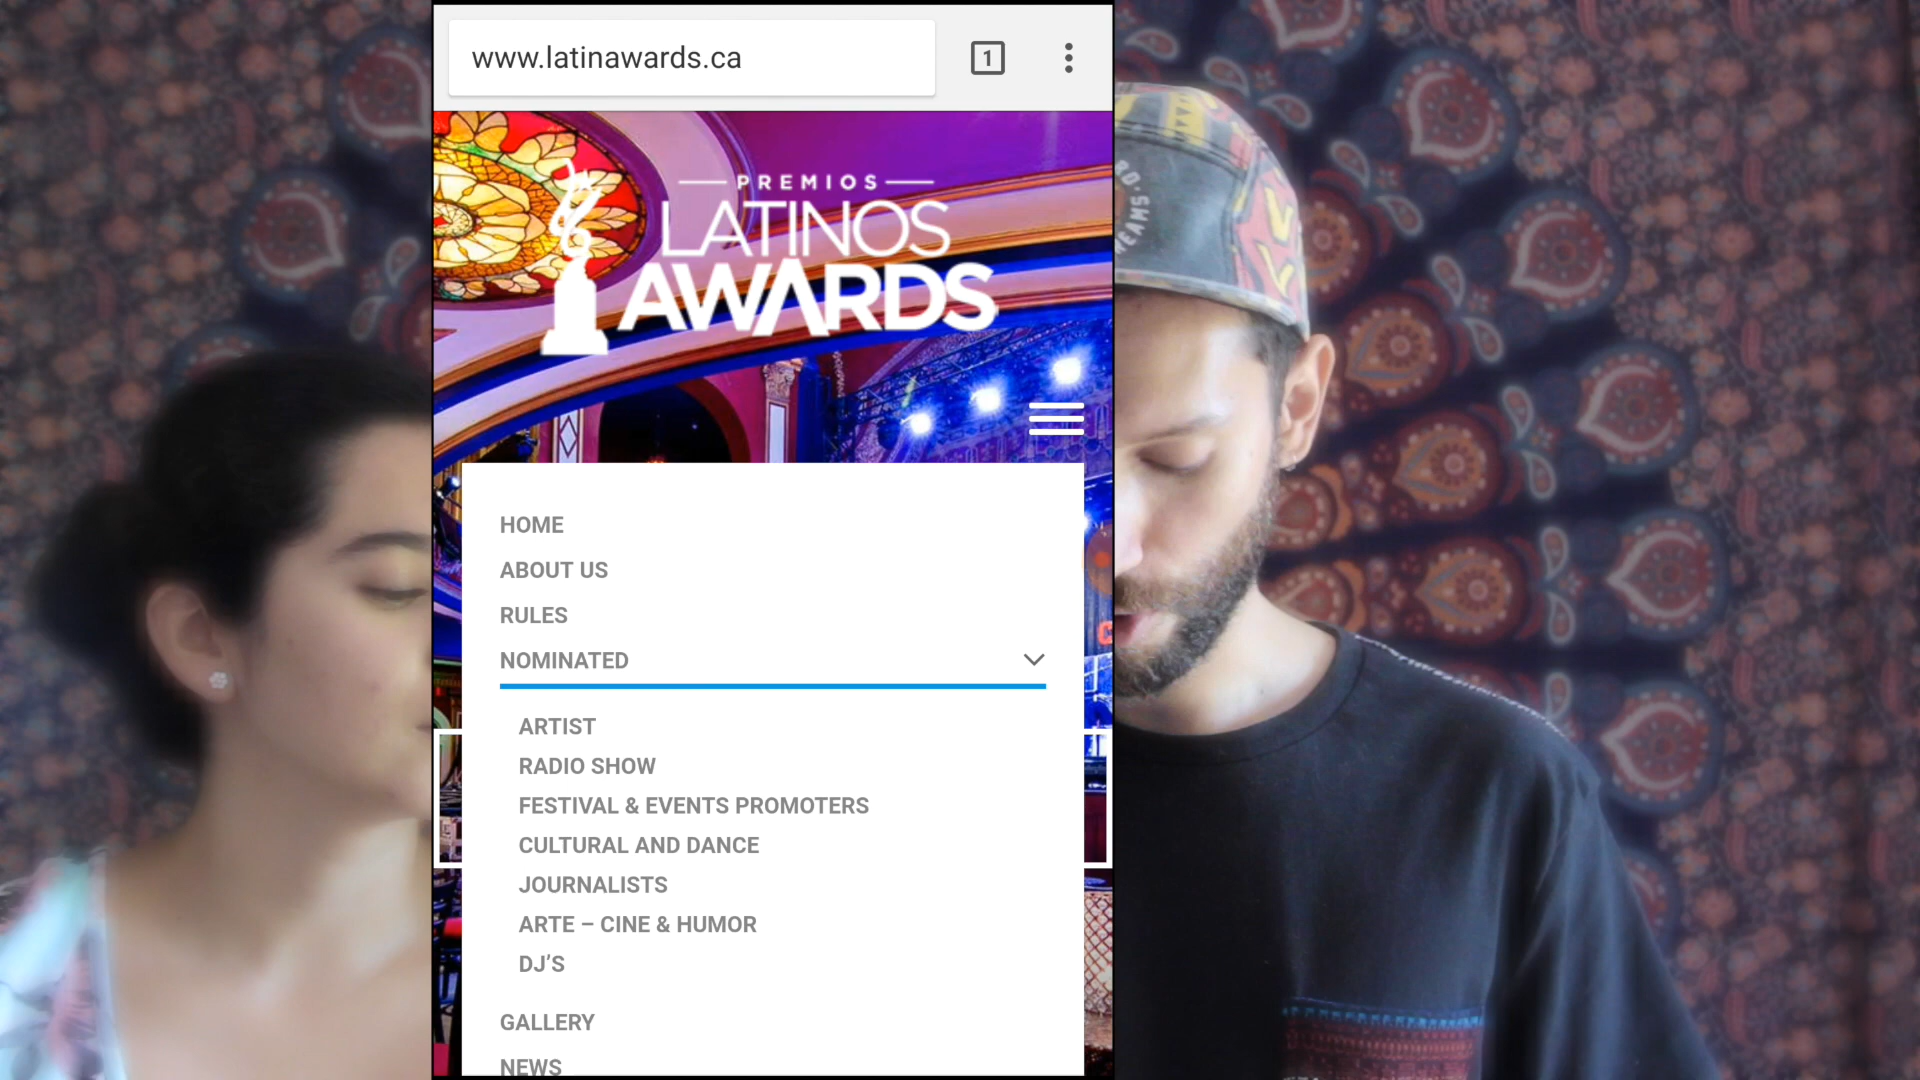 www.latinawards.ca
1
PREMIOS
LATINOS
AWARDS
HOME
ABOUT US
RULES
NOMINATED
ARTIST
RADIO SHOW
FESTIVAL & EVENTS PROMOTERS
CULTURAL AND DANCE
JOURNALISTS
ARTE – CINE & HUMOR
DJ’S
GALLERY
NEWS